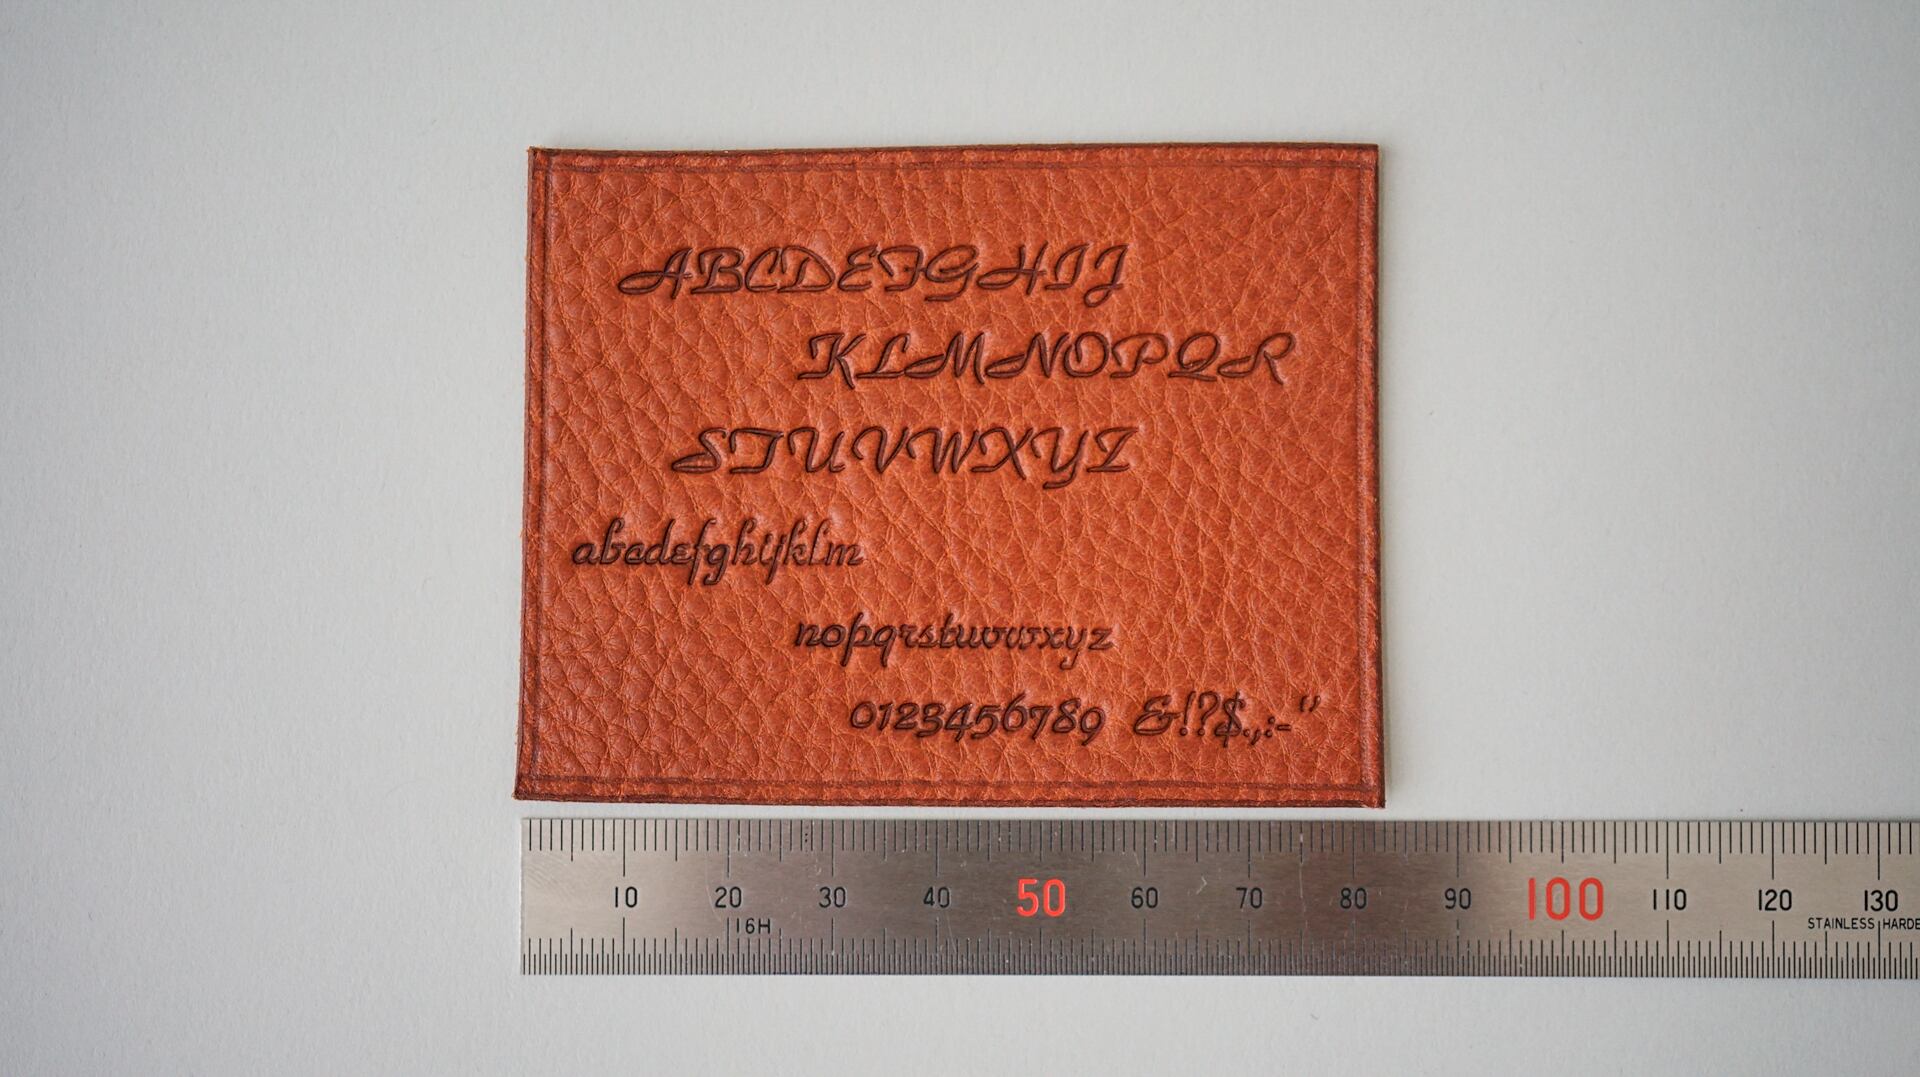 ABCDEFGHIJ
KLMNOPQR
STUVWXYZ
abcdefghijklm
nopqrstuvwxyz
0123456789 &!?$.,:-“”
10 20 30 40 50 60 70 80 90 100 110 120 130
16H STAINLESS HARDE